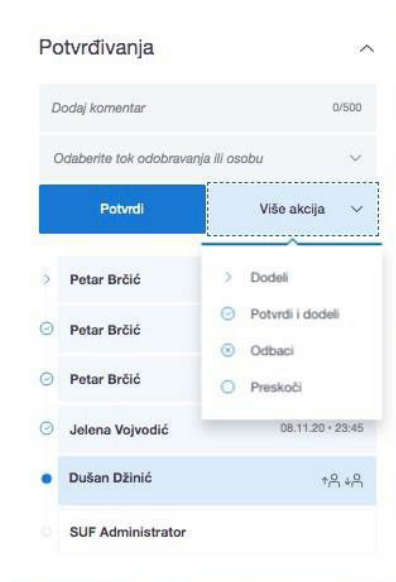 Potvrđivanja
Dodaj komentar 0/500
Odaberite tok odobravanja ili osobu
Potvrdi Više akcija
Petar Brčić Dodeli
Petar Brčić Potvrdi i dodeli
Odbaci
Petar Brčić Preskoči
Jelena Vojvodić 08.11.20 • 23:45
Dušan Džinić
SUF Administrator